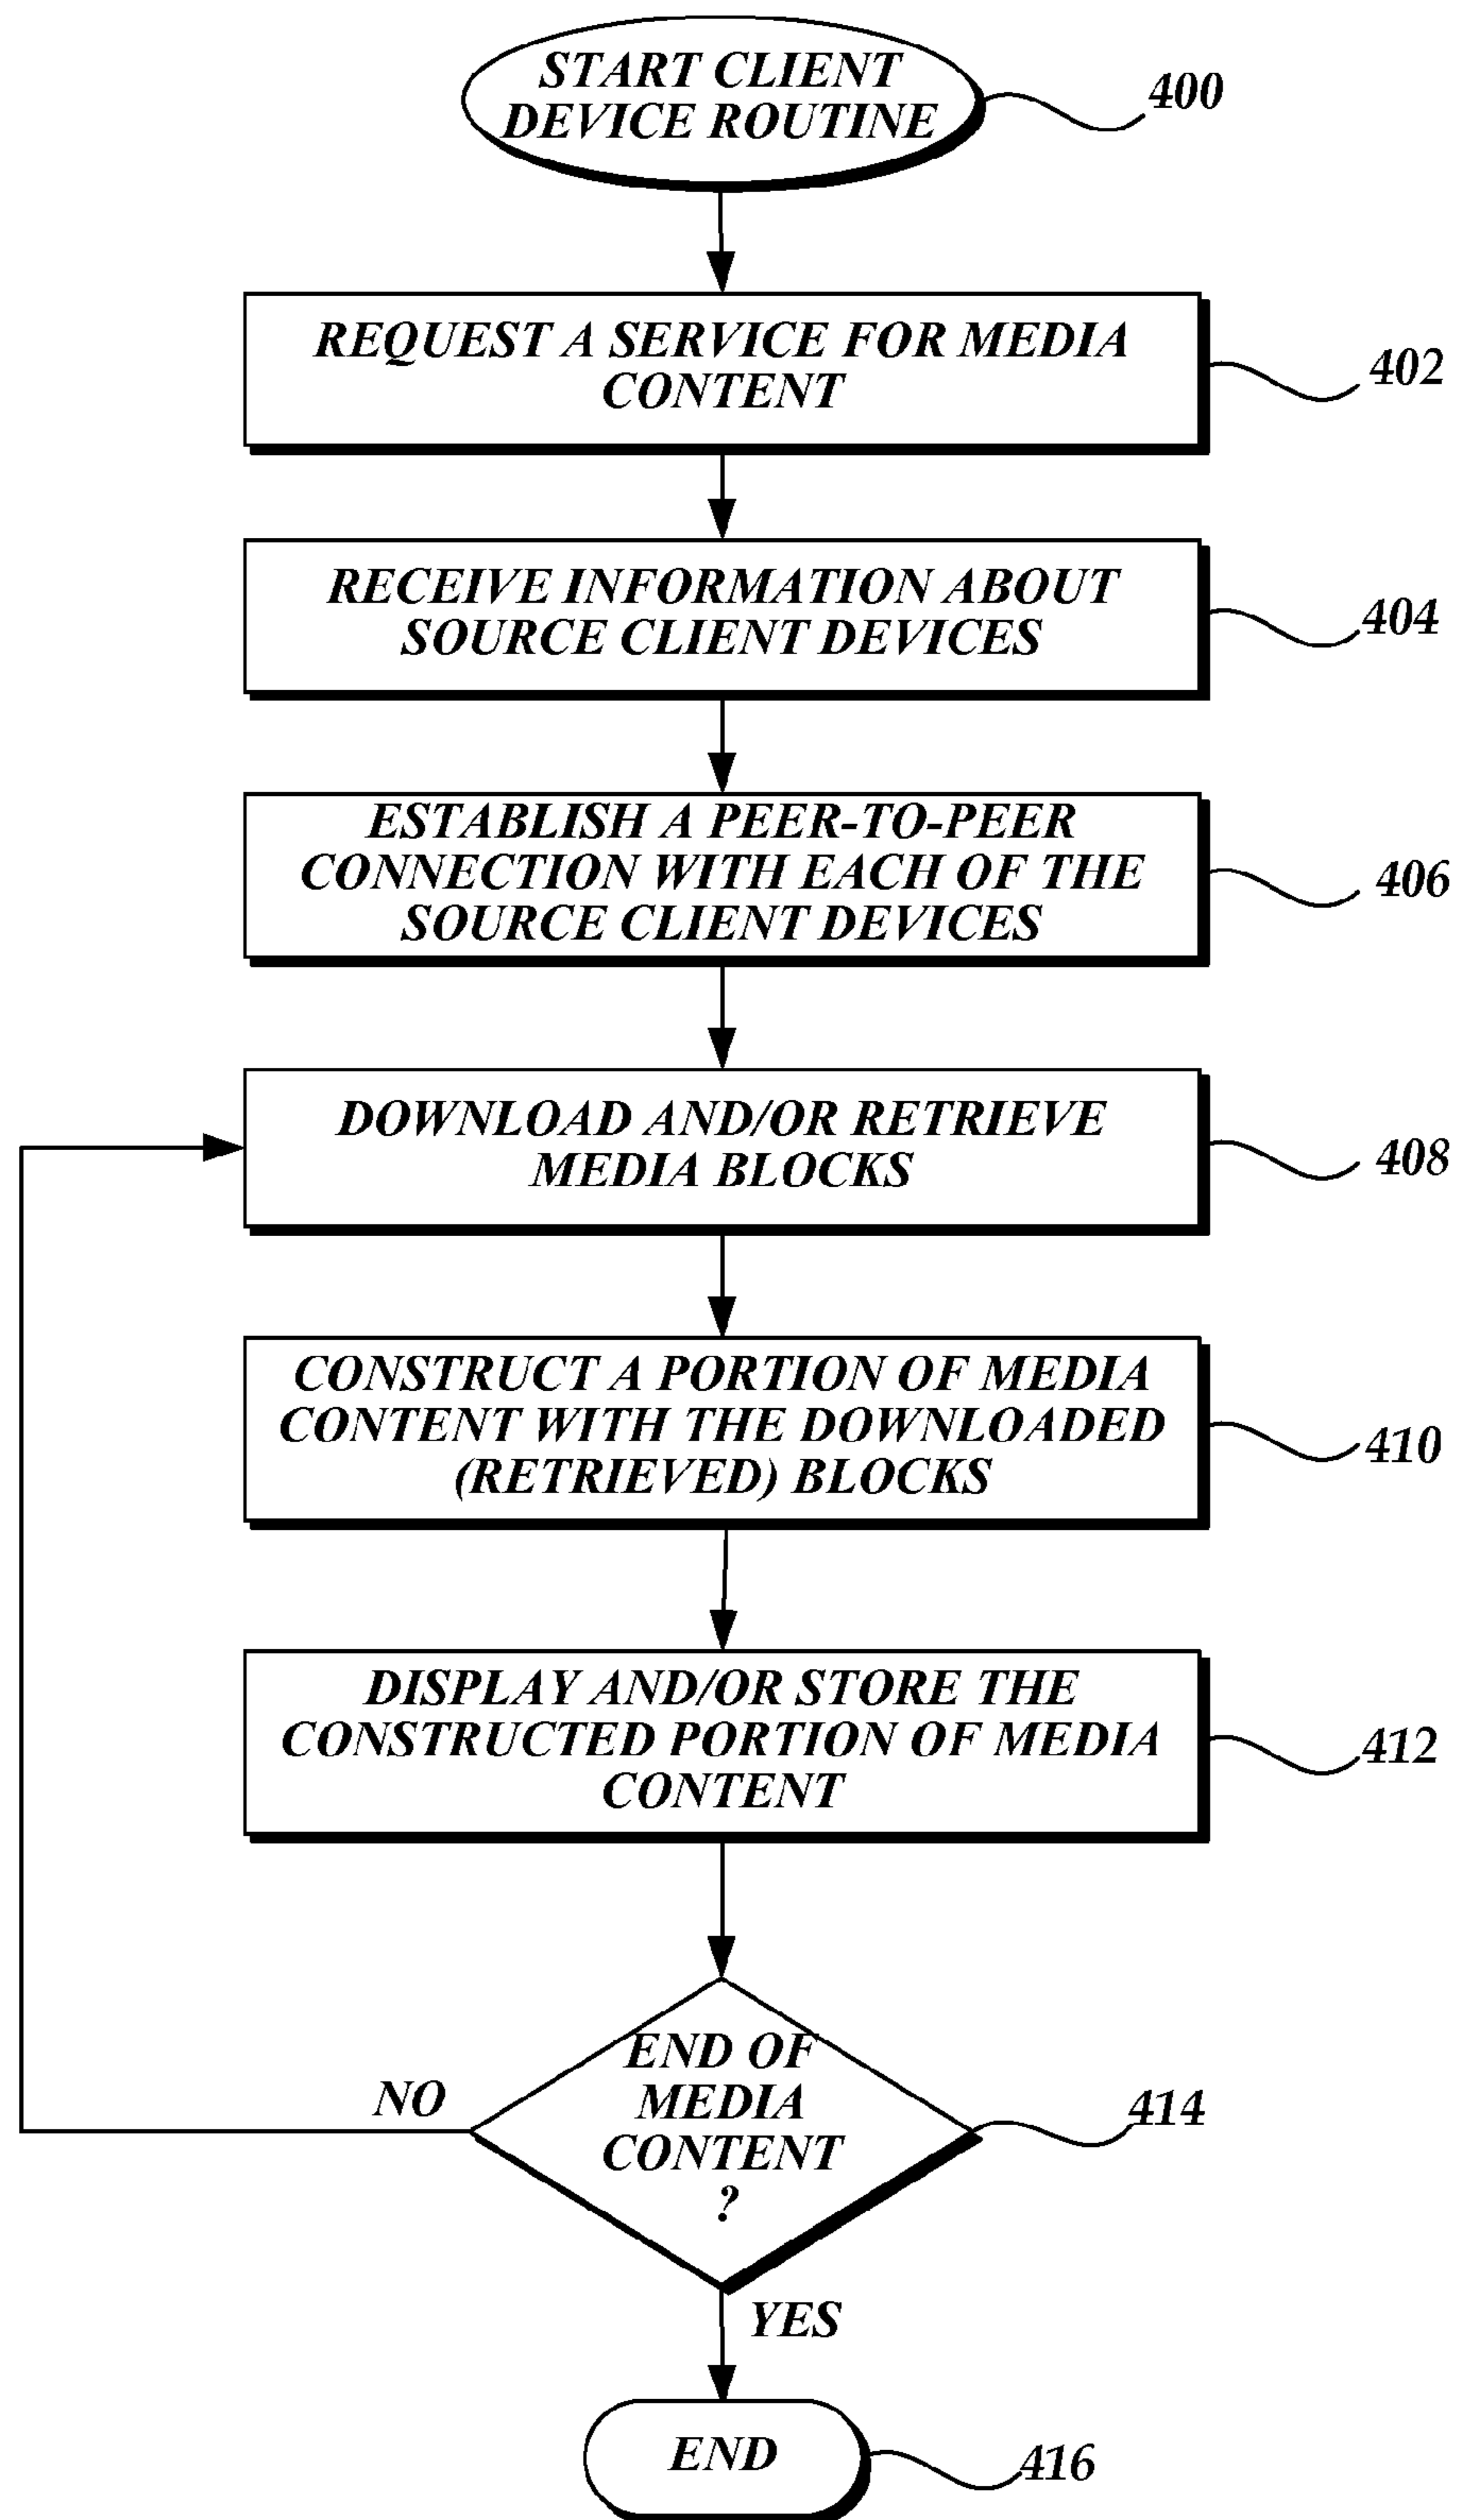 START CLIENT
DEVICE ROUTINE
400
REQUEST A SERVICE FOR MEDIA
CONTENT
402
RECEIVE INFORMATION ABOUT
SOURCE CLIENT DEVICES
404
ESTABLISH A PEER-TO-PEER
CONNECTION WITH EACH OF THE
SOURCE CLIENT DEVICES
406
DOWNLOAD AND/OR RETRIEVE
MEDIA BLOCKS
408
CONSTRUCT A PORTION OF MEDIA
CONTENT WITH THE DOWNLOADED
(RETRIEVED) BLOCKS
410
DISPLAY AND/OR STORE THE
CONSTRUCTED PORTION OF MEDIA
CONTENT
412
END OF
MEDIA
CONTENT
?
NO
414
YES
END
416